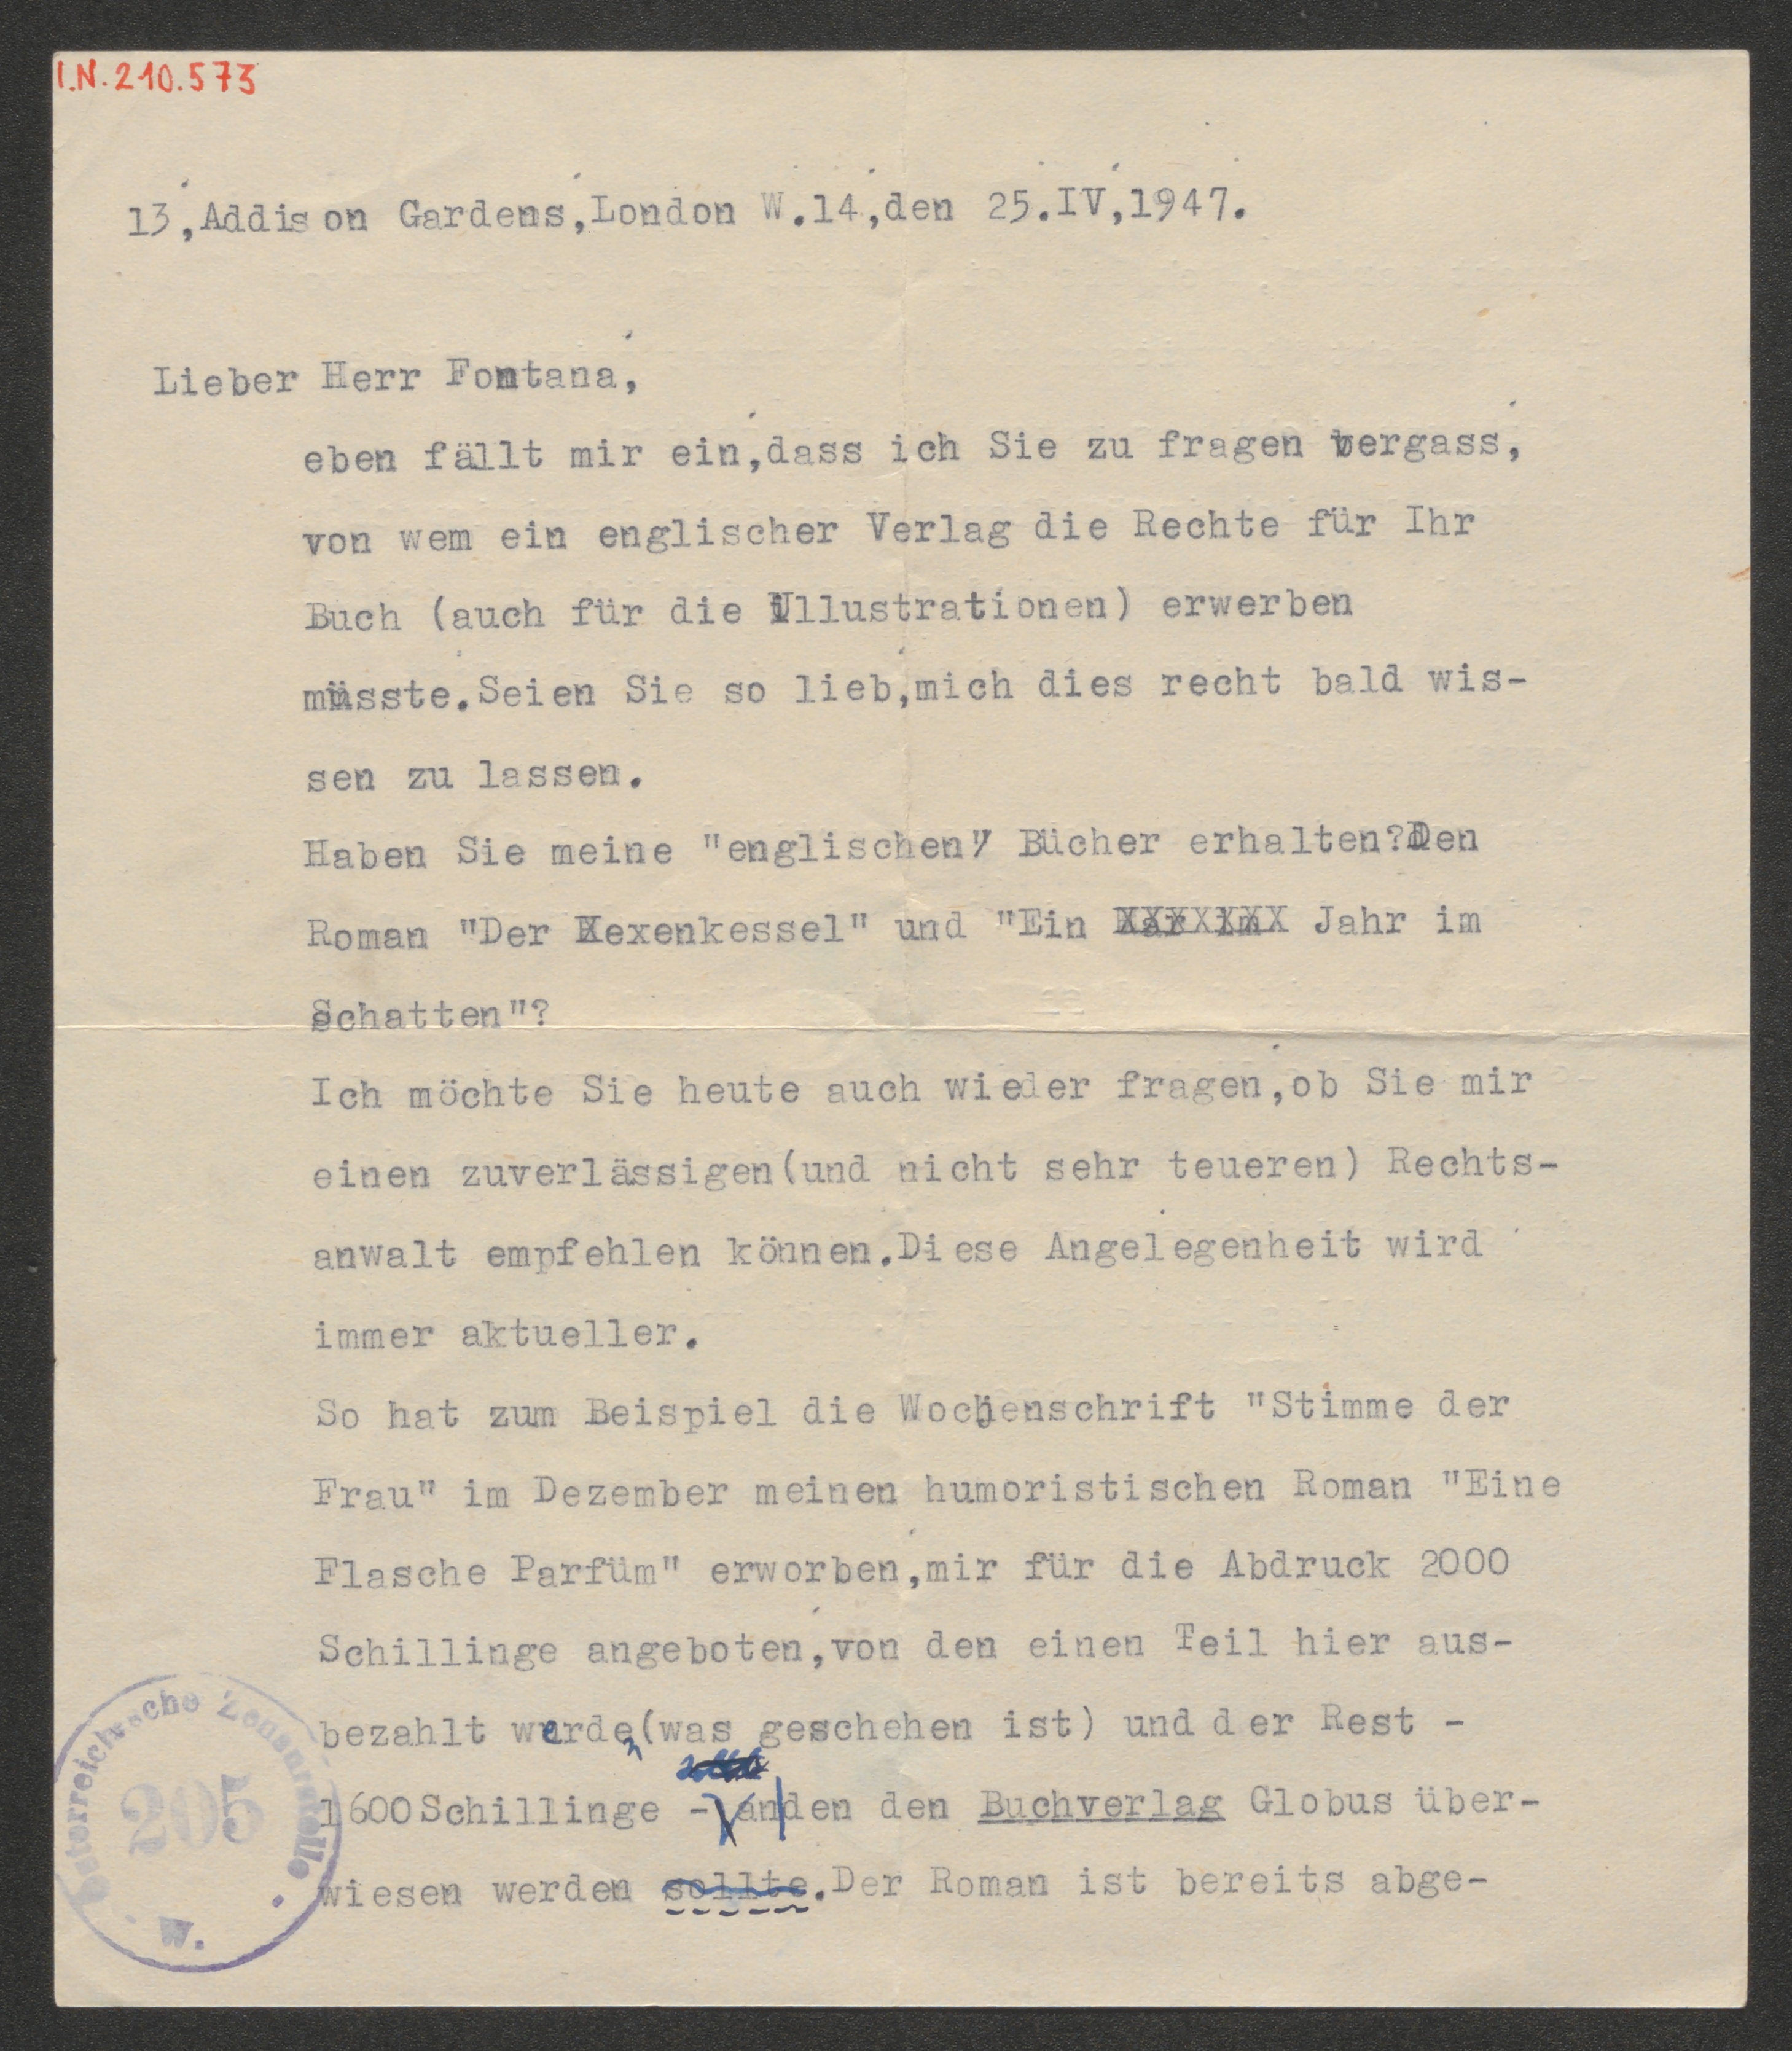 I.N.210.573
13,Addison Gardens,London W.14,den 25.IV,1947.
Lieber Herr Fontana,
eben fällt mir ein,dass ich Sie zu fragen vergass,
von wem ein englischer Verlag die Rechte für Ihr
Buch (auch für die Illustrationen) erwerben
müsste.Seien Sie so lieb,mich dies recht bald wis-
sen zu lassen.
Haben Sie meine "englischen" Bücher erhalten?Den
Roman "Der Hexenkessel" und "Ein Jahr im
Schatten"?
Ich möchte Sie heute auch wieder fragen,ob Sie mir
einen zuverlässigen(und nicht sehr teueren) Rechts-
anwalt empfehlen können.Diese Angelegenheit wird
immer aktueller.
So hat zum Beispiel die Wochenschrift "Stimme der
Frau" im Dezember meinen humoristischen Roman "Eine
Flasche Parfüm" erworben,mir für die Abdruck 2000
Schillinge angeboten,von den einen Teil hier aus-
bezahlt werden(was geschehen ist) und der Rest -
1600Schillinge - an den den Buchverlag Globus über-
wiesen werden sollte.Der Roman ist bereits abge-
Österreichische Zensurstelle
205
W.